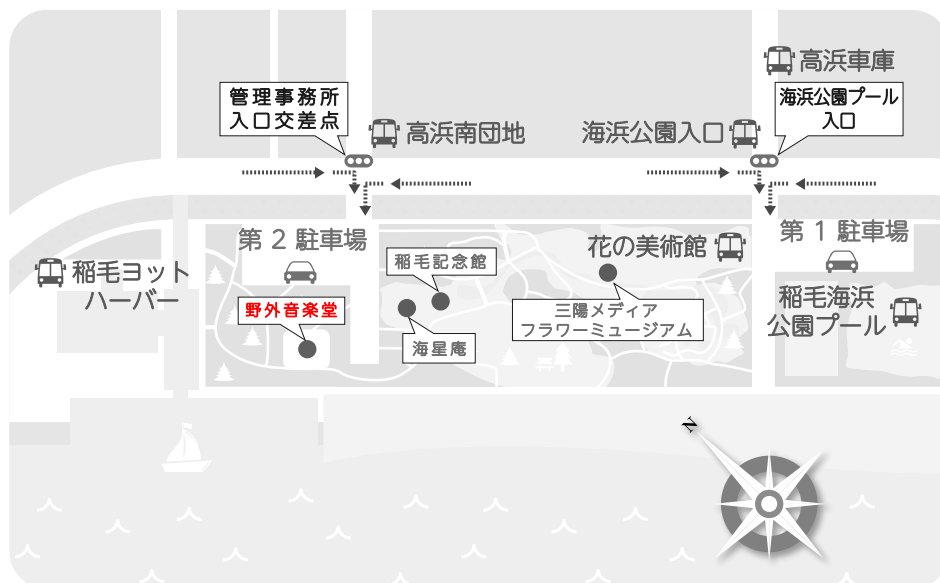 高浜車庫
管理事務所
入口交差点
海浜公園プール
入口
高浜南団地
海浜公園入口
第2駐車場
花の美術館
第1駐車場
稲毛記念館
稲毛ヨット
ハーバー
野外音楽堂
三陽メディア
フラワーミュージアム
稲毛海浜
公園プール
海星庵
N